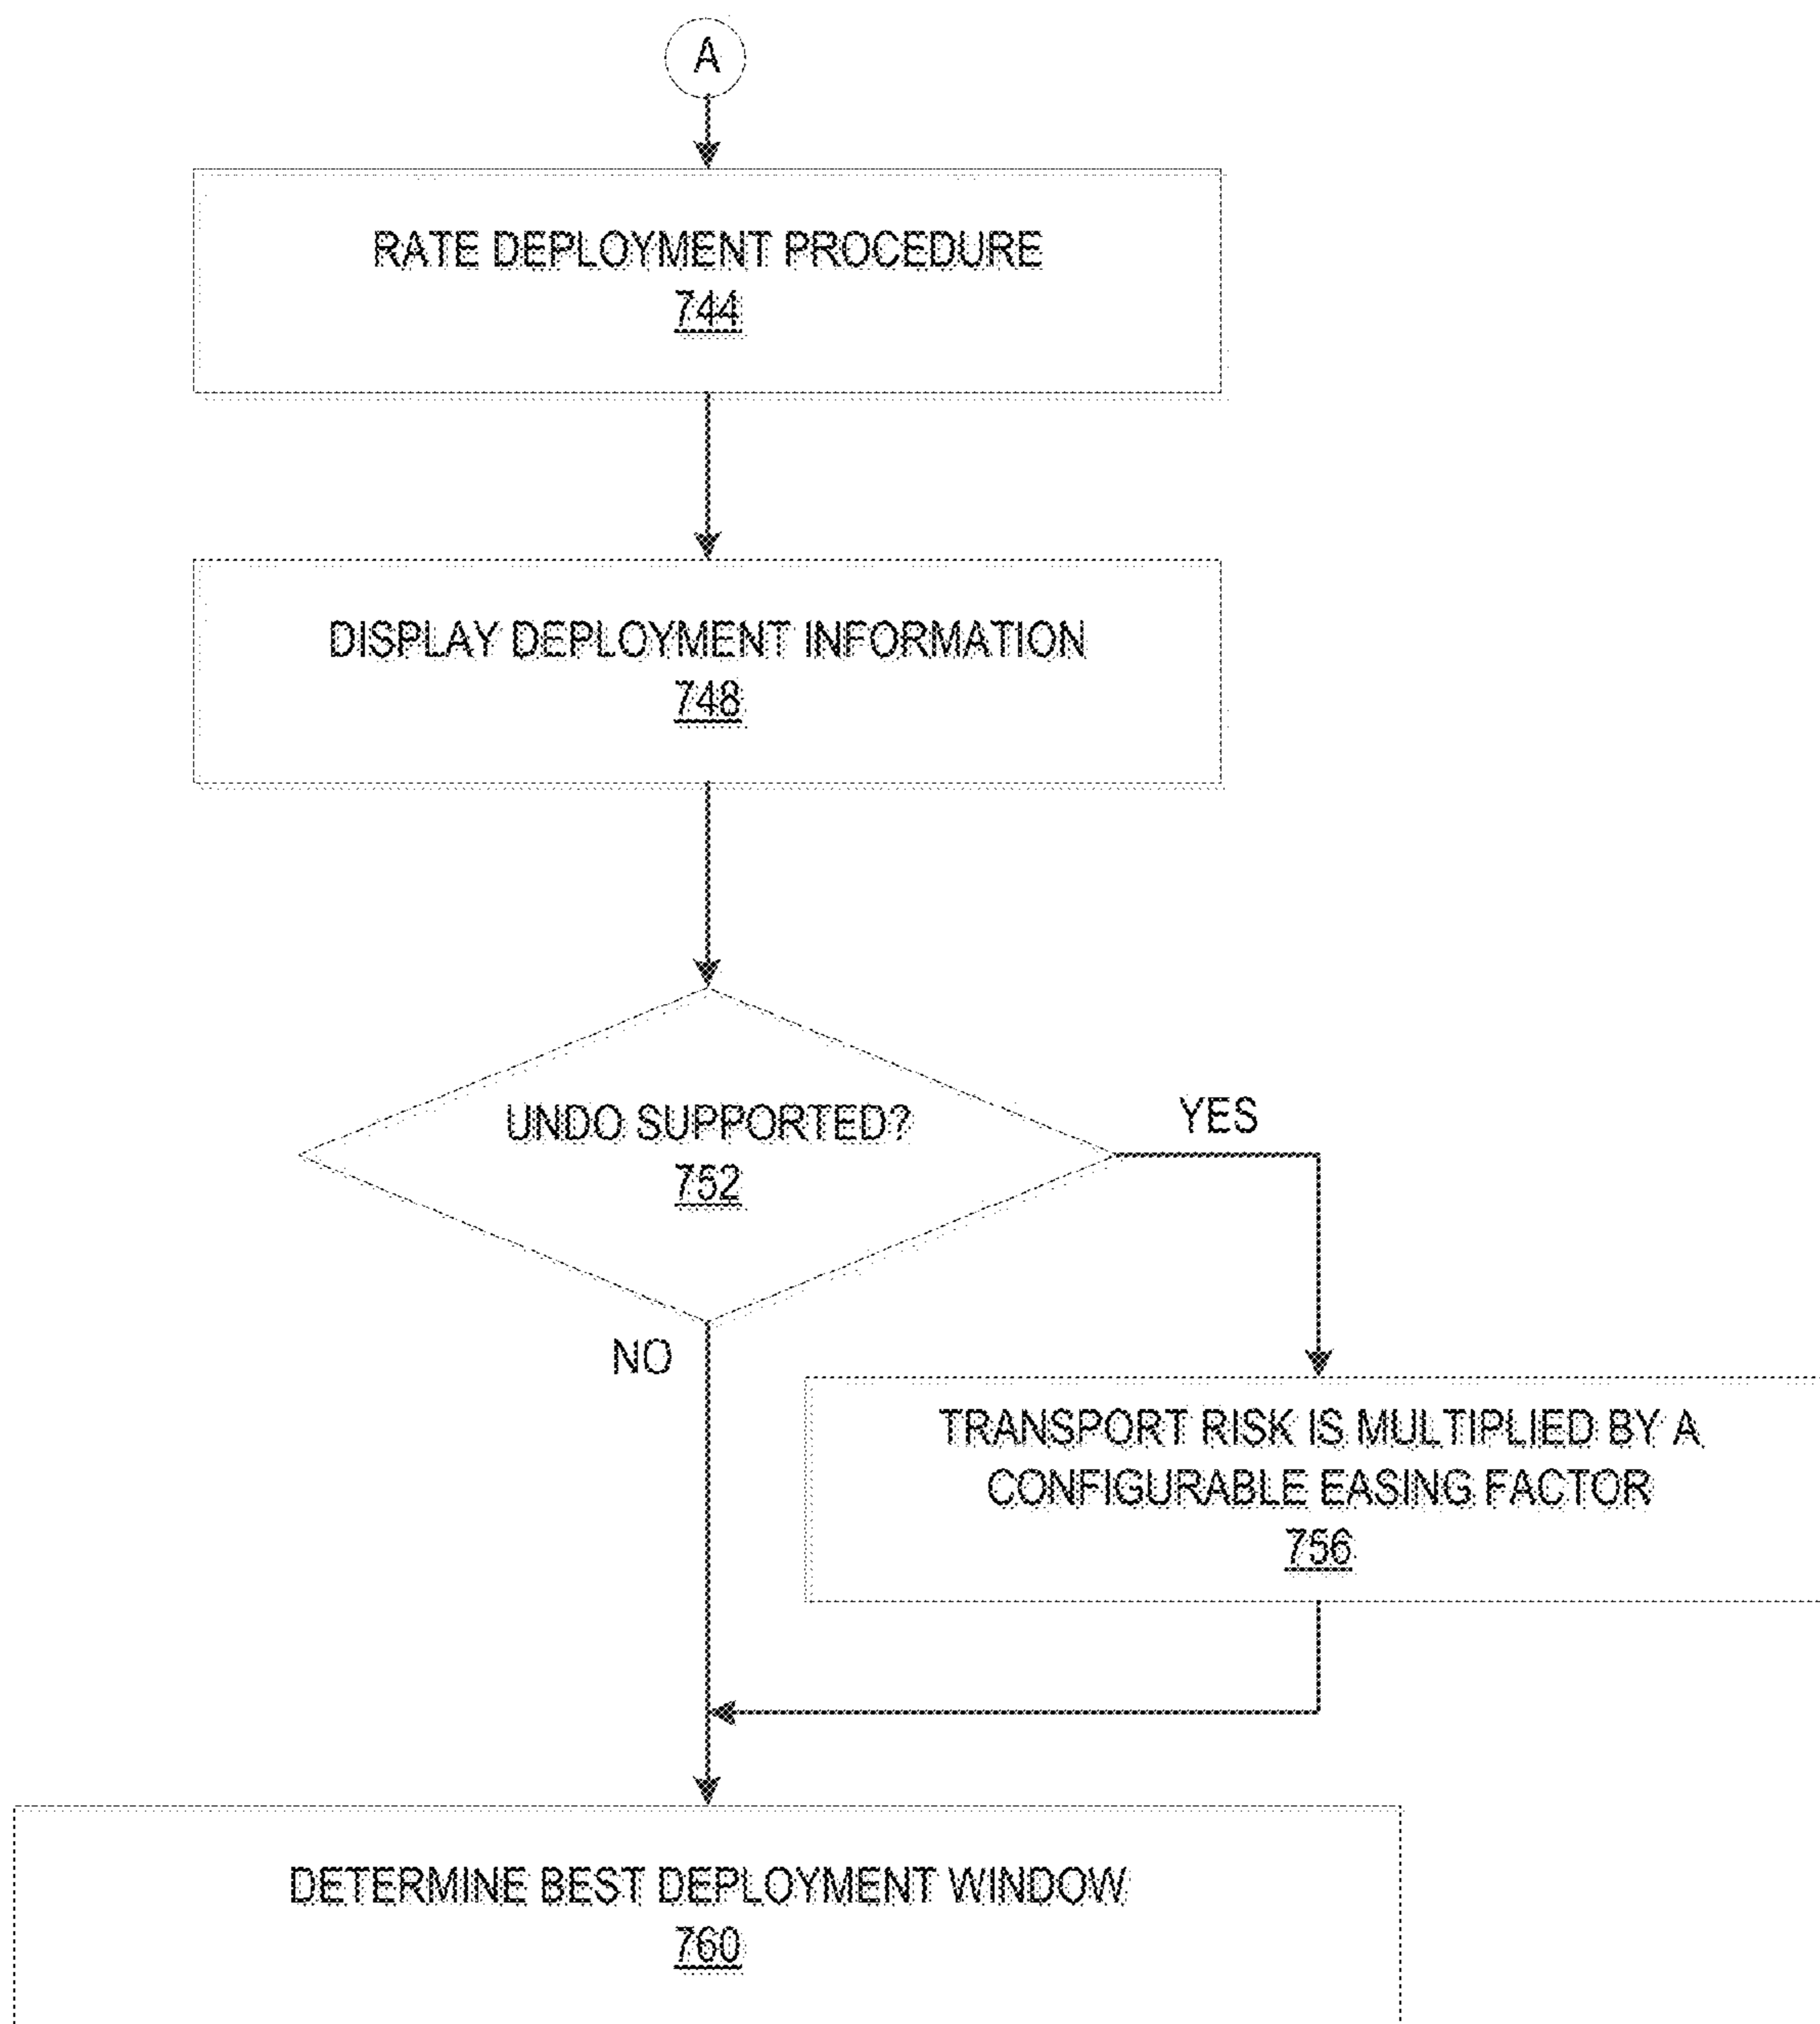 A
RATE DEPLOYMENT PROCEDURE
744
DISPLAY DEPLOYMENT INFORMATION
748
UNDO SUPPORTED?
752
YES
NO
TRANSPORT RISK IS MULTIPLIED BY A
CONFIGURABLE EASING FACTOR
756
DETERMINE BEST DEPLOYMENT WINDOW
760